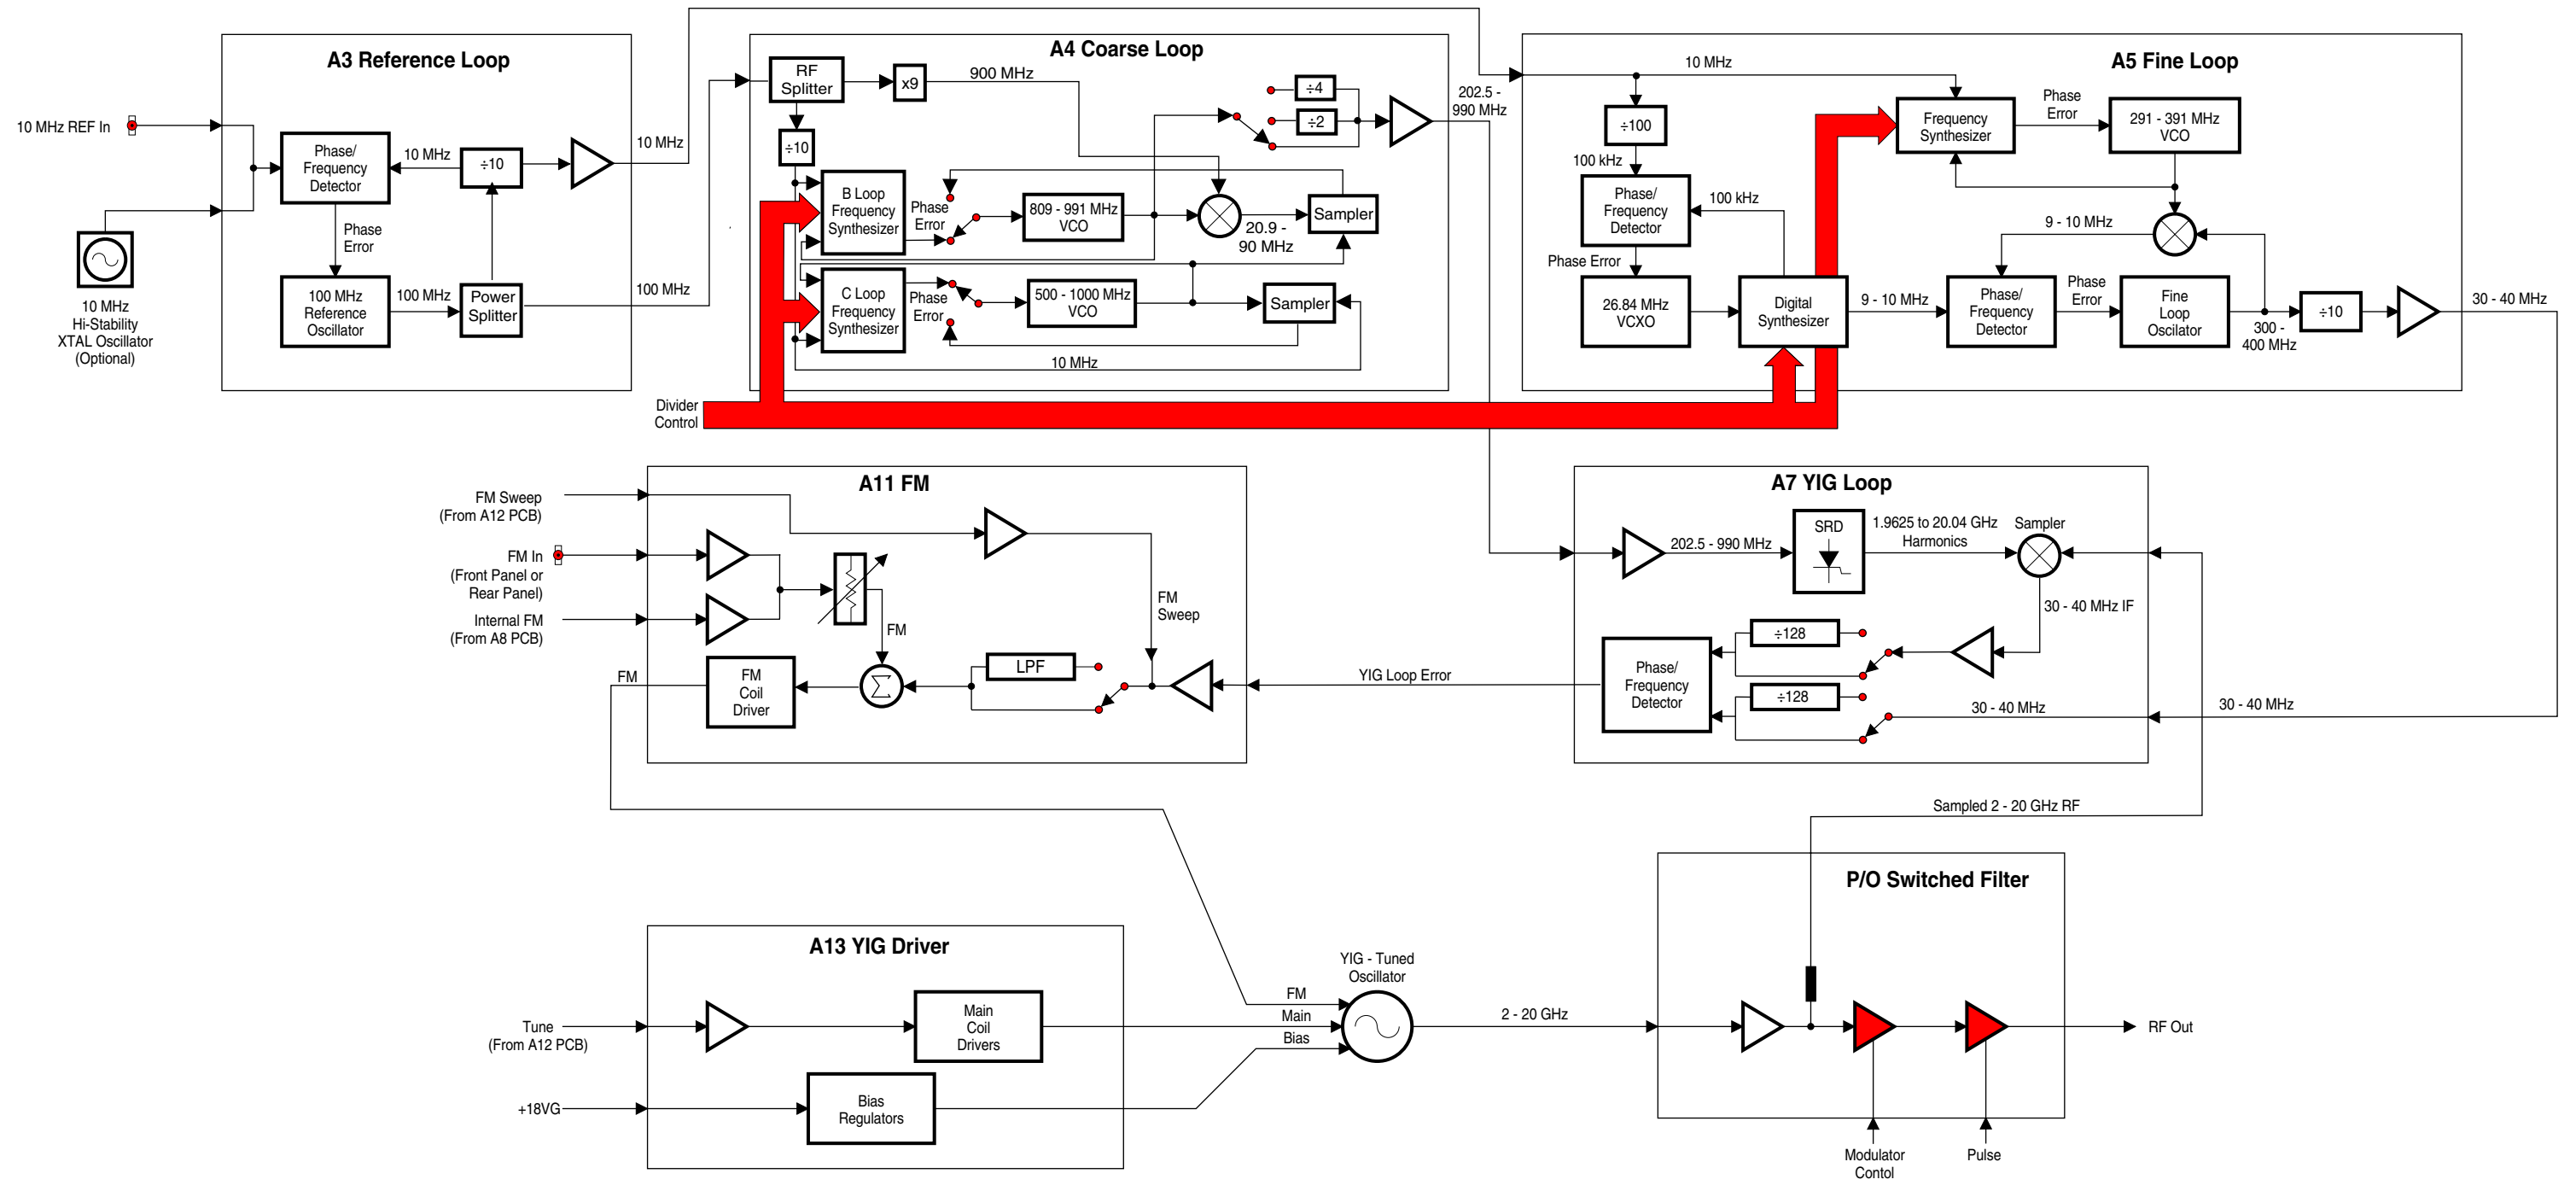 A3 Reference Loop
10 MHz REF In
Phase/
Frequency
Detector
10 MHz
÷10
10 MHz
Phase
Error
10 MHz
Hi-Stability
XTAL Oscillator
(Optional)
100 MHz
Reference
Oscillator
100 MHz
Power
Splitter
100 MHz
A4 Coarse Loop
RF
Splitter
x9
900 MHz
÷4
÷2
202.5 -
990 MHz
÷10
B Loop
Frequency
Synthesizer
Phase
Error
809 - 991 MHz
VCO
20.9 -
90 MHz
Sampler
C Loop
Frequency
Synthesizer
Phase
Error
500 - 1000 MHz
VCO
Sampler
10 MHz
Divider
Control
A5 Fine Loop
10 MHz
÷100
100 kHz
Frequency
Synthesizer
Phase
Error
291 - 391 MHz
VCO
Phase/
Frequency
Detector
100 kHz
9 - 10 MHz
Phase Error
26.84 MHz
VCXO
Digital
Synthesizer
9 - 10 MHz
Phase/
Frequency
Detector
Phase
Error
Fine
Loop
Oscilator
300 -
400 MHz
÷10
30 - 40 MHz
A11 FM
FM Sweep
(From A12 PCB)
FM In
(Front Panel or
Rear Panel)
Internal FM
(From A8 PCB)
FM
FM
Sweep
FM
FM
Coil
Driver
Σ
LPF
YIG Loop Error
A7 YIG Loop
202.5 - 990 MHz
SRD
1.9625 to 20.04 GHz
Harmonics
Sampler
30 - 40 MHz IF
÷128
Phase/
Frequency
Detector
÷128
30 - 40 MHz
30 - 40 MHz
Sampled 2 - 20 GHz RF
P/O Switched Filter
A13 YIG Driver
Tune
(From A12 PCB)
Main
Coil
Drivers
+18VG
Bias
Regulators
YIG - Tuned
Oscillator
FM
Main
Bias
2 - 20 GHz
RF Out
Modulator
Contol
Pulse